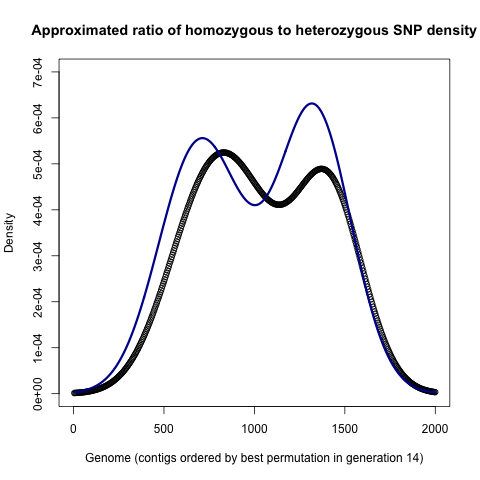 Approximated ratio of homozygous to heterozygous SNP density
7e-04
6e-04
5e-04
4e-04
3e-04
2e-04
1e-04
0e+00
Density
0 500 1000 1500 2000
Genome (contigs ordered by best permutation in generation 14)